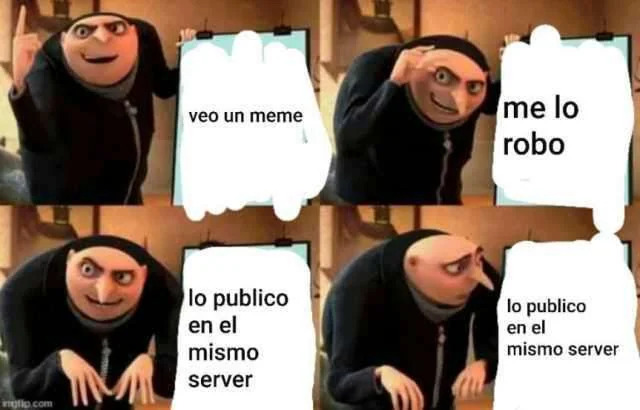 veo un meme
me lo
robo
lo publico
en el
mismo
server
lo publico
en el
mismo server
imgflip.com